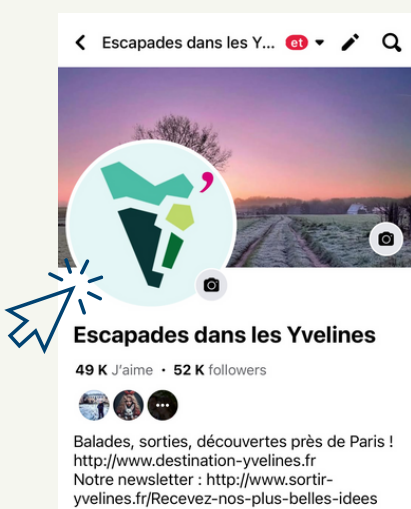 Escapades dans les Y... et
Escapades dans les Yvelines
49 K J'aime • 52 K followers
Balades, sorties, découvertes près de Paris !
http://www.destination-yvelines.fr
Notre newsletter : http://www.sortir-
yvelines.fr/Recevez-nos-plus-belles-idees